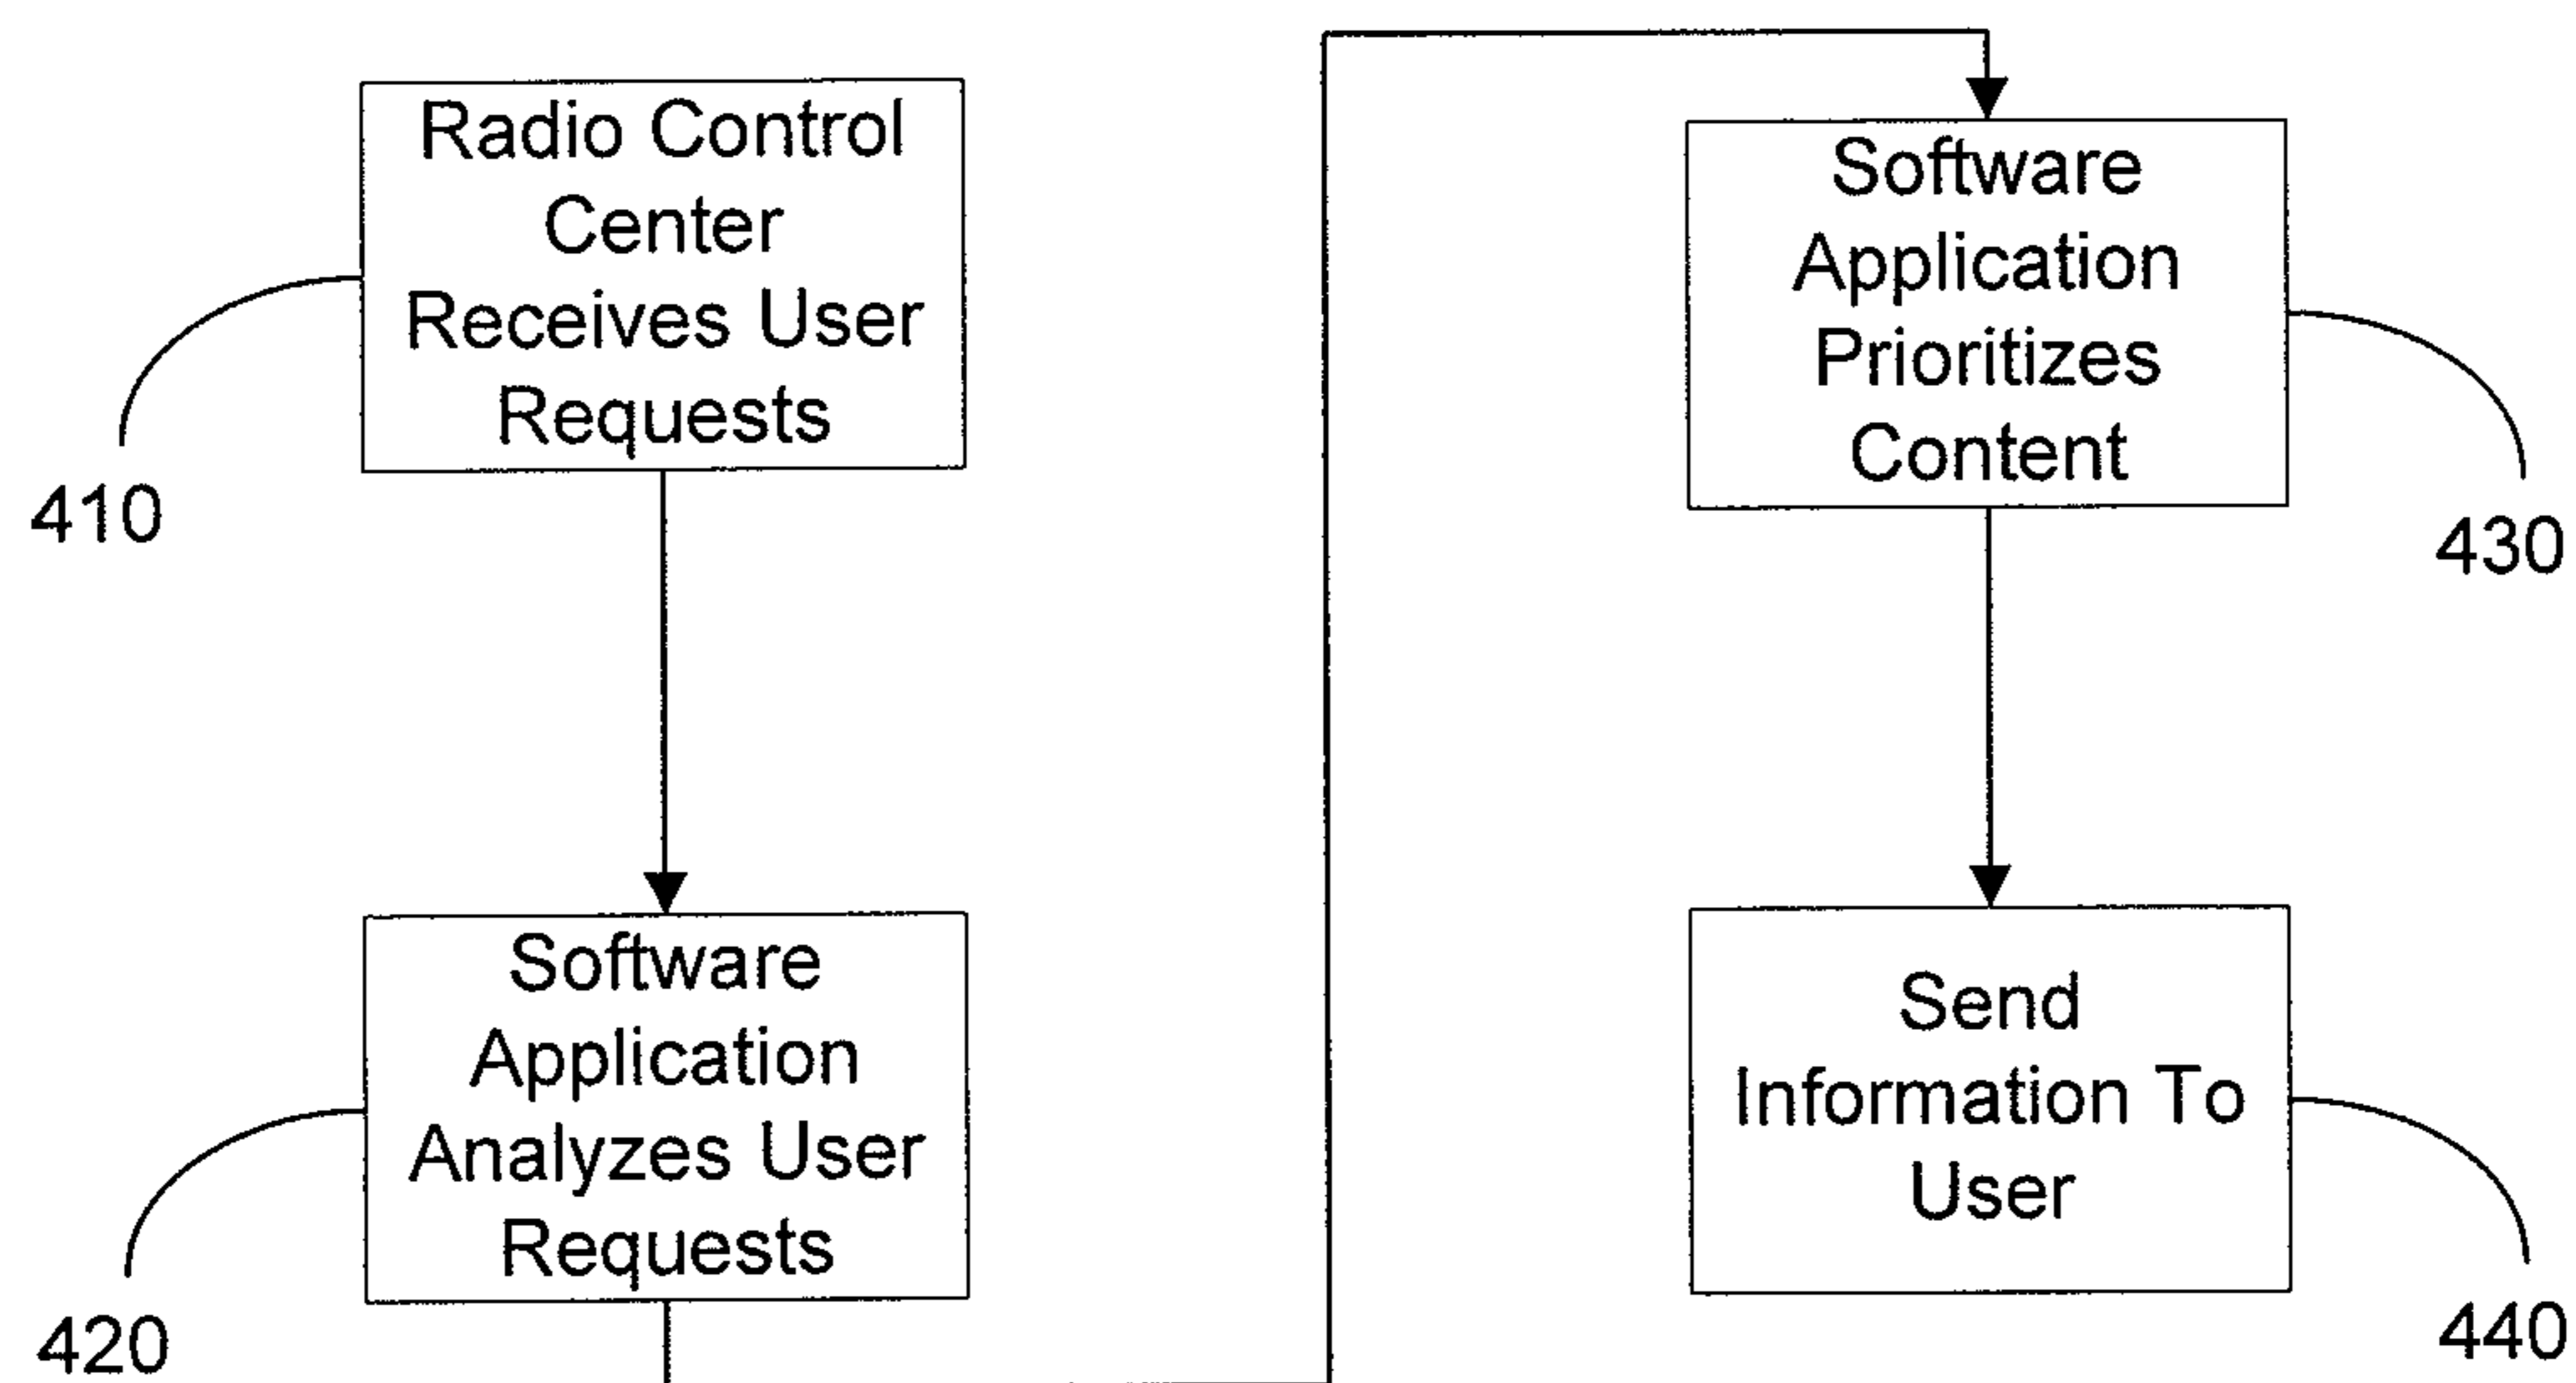 Radio Control
Center
Receives User
Requests
410
Software
Application
Analyzes User
Requests
420
Software
Application
Prioritizes
Content
430
Send
Information To
User
440